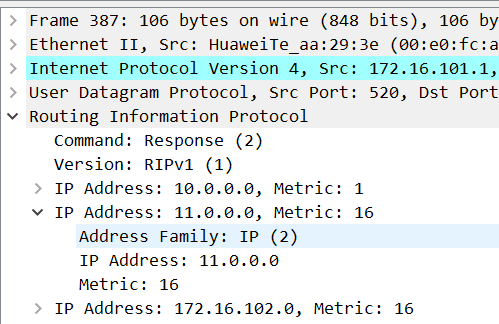 Frame 387: 106 bytes on wire (848 bits), 106 by
Ethernet II, Src: HuaweiTe_aa:29:3e (00:e0:fc:a
Internet Protocol Version 4, Src: 172.16.101.1,
User Datagram Protocol, Src Port: 520, Dst Port
Routing Information Protocol
Command: Response (2)
Version: RIPv1 (1)
IP Address: 10.0.0.0, Metric: 1
IP Address: 11.0.0.0, Metric: 16
Address Family: IP (2)
IP Address: 11.0.0.0
Metric: 16
IP Address: 172.16.102.0, Metric: 16